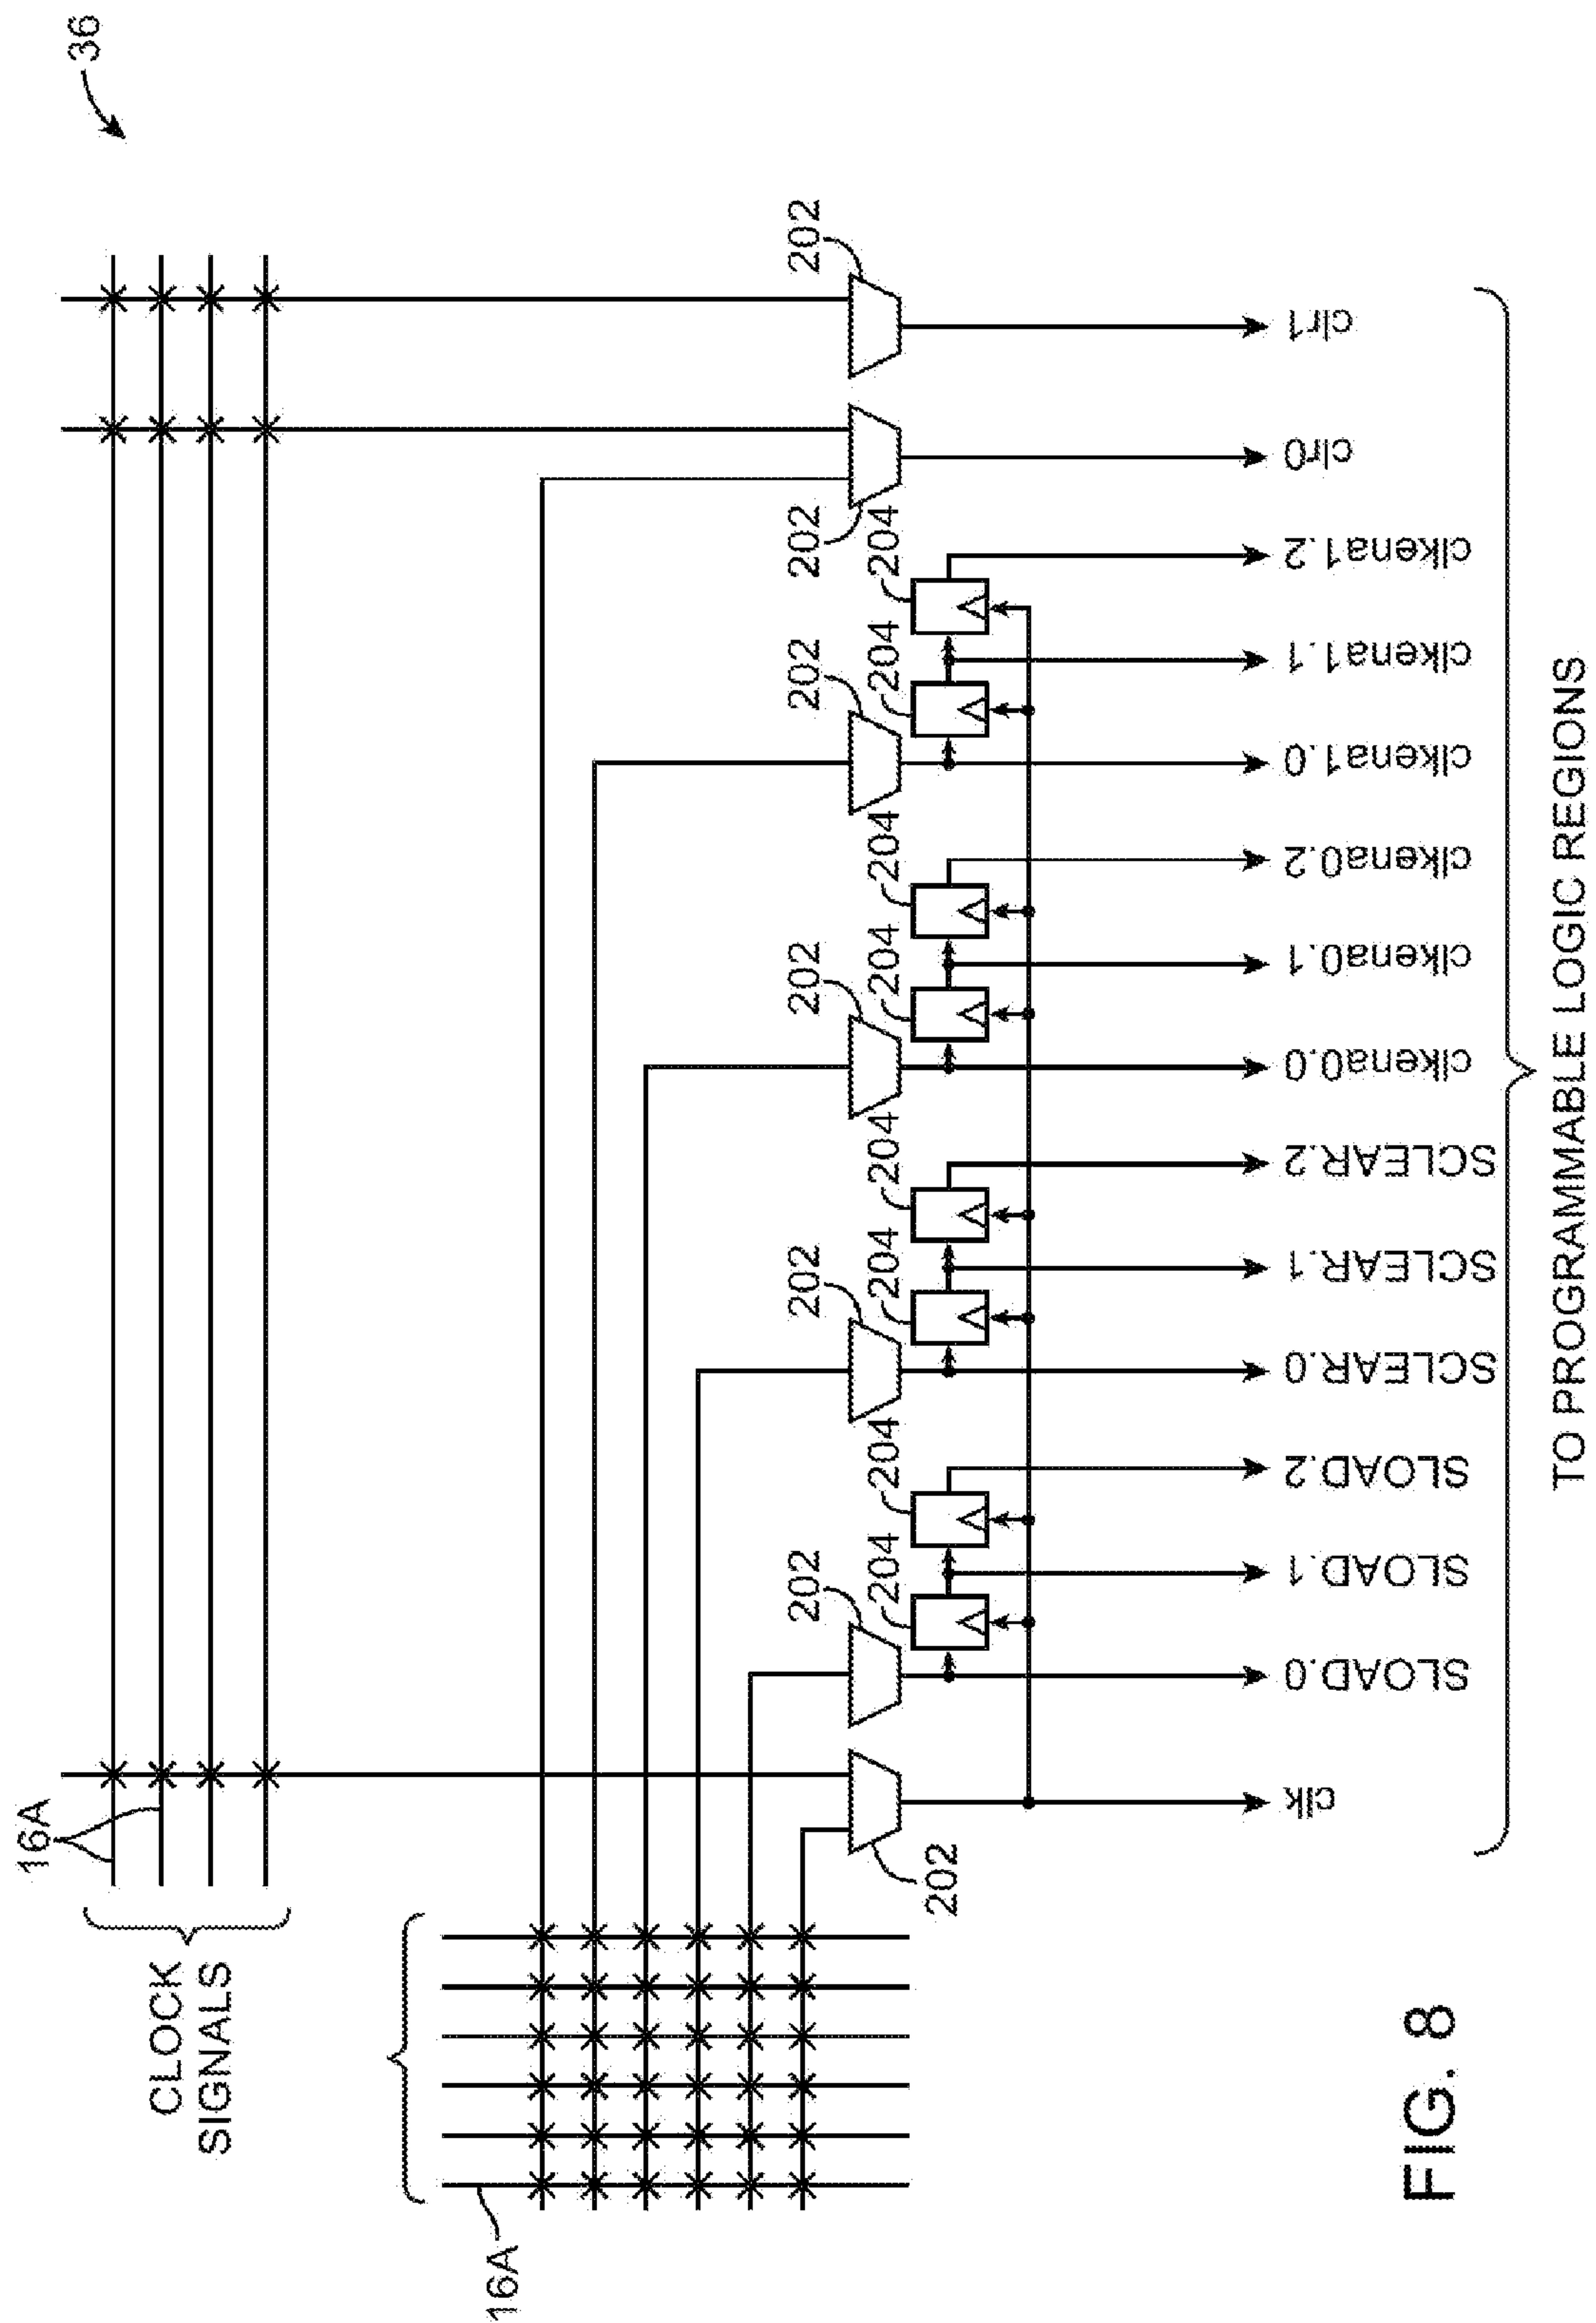 16A
36
CLOCK
SIGNALS
16A
202
202
202
202
202
202
204
204
204
204
204
204
204
204
202
clk
SLOAD.0
SLOAD.1
SLOAD.2
SCLEAR.0
SCLEAR.1
SCLEAR.2
clkena0.0
clkena0.1
clkena0.2
clkena1.0
clkena1.1
clkena1.2
clr0
clr1
FIG. 8
TO PROGRAMMABLE LOGIC REGIONS